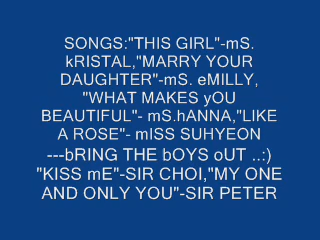 SONGS:"THIS GIRL"-mS.
kRISTAL,"MARRY YOUR
DAUGHTER"-mS. eMILLY,
"WHAT MAKES yOU
BEAUTIFUL"- mS.hANNA,"LIKE
A ROSE"- mISS SUHYEON
---bRING THE bOYS oUT ..:)
"KISS mE"-SIR CHOI,"MY ONE
AND ONLY YOU"-SIR PETER